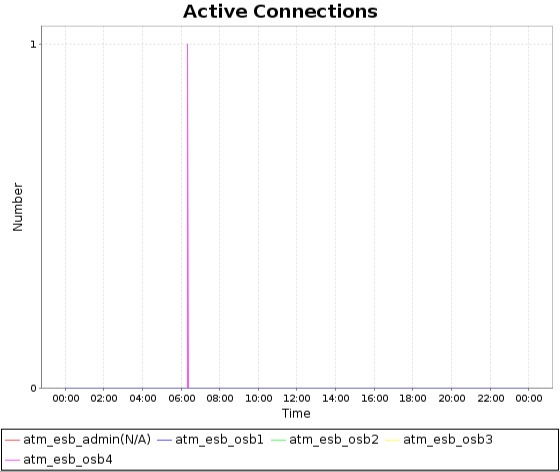 Active Connections
1
Number
0
00:00 02:00 04:00 06:00 08:00 10:00 12:00 14:00 16:00 18:00 20:00 22:00 00:00
Time
atm_esb_admin(N/A) atm_esb_osb1 atm_esb_osb2 atm_esb_osb3
atm_esb_osb4